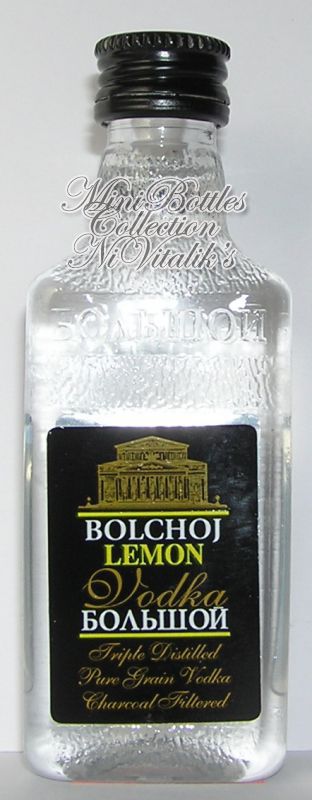 Mini Bottles
Collection
NiVitalik's
БОЛЬШОЙ
BOLCHOJ
LEMON
Vodka
БОЛЬШОЙ
Triple Distilled
Pure Grain Vodka
Charcoal Filtered